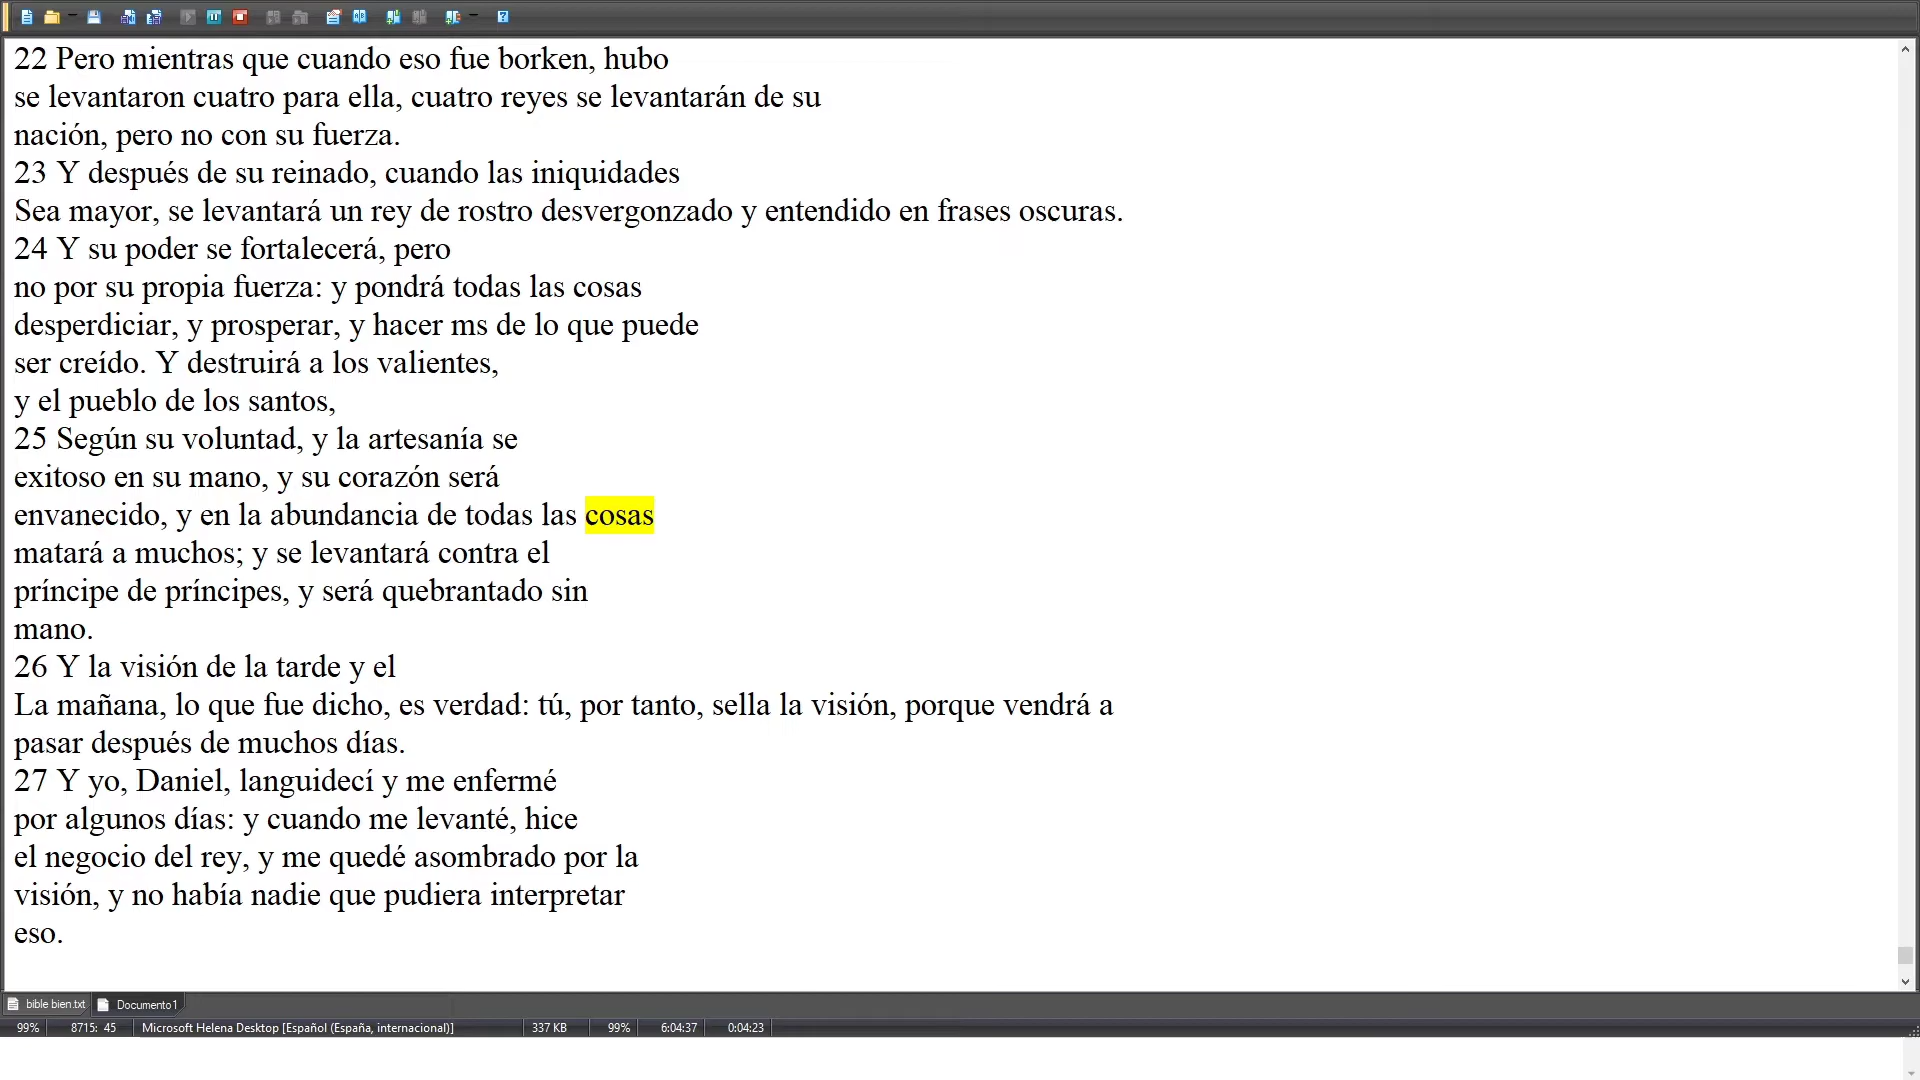 22 Pero mientras que cuando eso fue borken, hubo
se levantaron cuatro para ella, cuatro reyes se levantarán de su
nación, pero no con su fuerza.
23 Y después de su reinado, cuando las iniquidades
Sea mayor, se levantará un rey de rostro desvergonzado y entendido en frases oscuras.
24 Y su poder se fortalecerá, pero
no por su propia fuerza: y pondrá todas las cosas
desperdiciar, y prosperar, y hacer ms de lo que puede
ser creído. Y destruirá a los valientes,
y el pueblo de los santos,
25 Según su voluntad, y la artesanía se
exitoso en su mano, y su corazón será
envanecido, y en la abundancia de todas las cosas
matará a muchos; y se levantará contra el
príncipe de príncipes, y será quebrantado sin
mano.
26 Y la visión de la tarde y el
La mañana, lo que fue dicho, es verdad: tú, por tanto, sella la visión, porque vendrá a
pasar después de muchos días.
27 Y yo, Daniel, languidecí y me enfermé
por algunos días: y cuando me levanté, hice
el negocio del rey, y me quedé asombrado por la
visión, y no había nadie que pudiera interpretar
eso.
bible bien.txt Documento1
99% 8715: 45 Microsoft Helena Desktop [Español (España, internacional)] 337 KB 99% 6:04:37 0:04:23